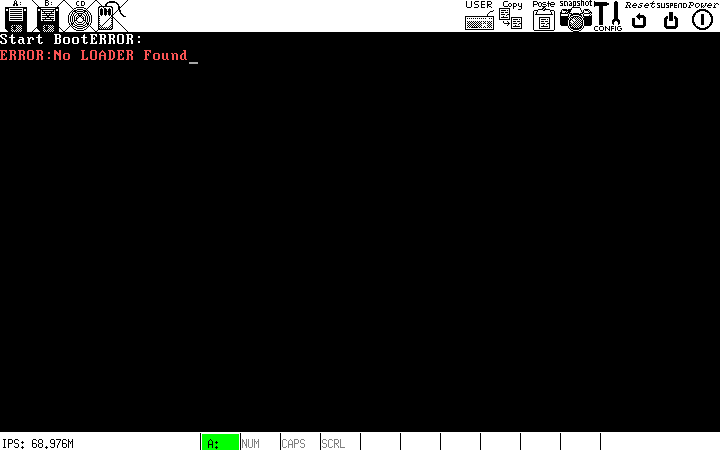 A: B: CD USER Copy Paste snapshot CONFIG Reset SUSPEND Power
Start BootERROR:
ERROR:No LOADER Found_
IPS: 68.976M A: NUM CAPS SCRL